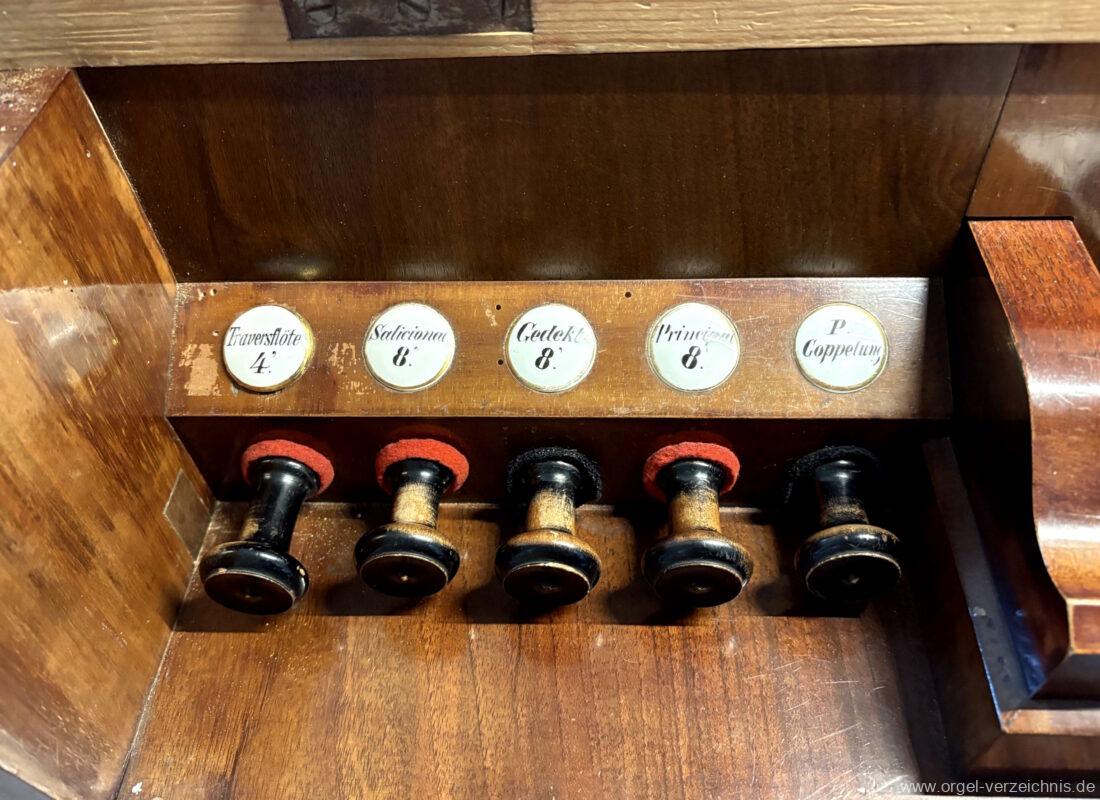 Traversflöte
4'.
Salicional
8'.
Gedekt
8'.
Principal
8'.
P.
Coppelung
www.orgel-verzeichnis.de